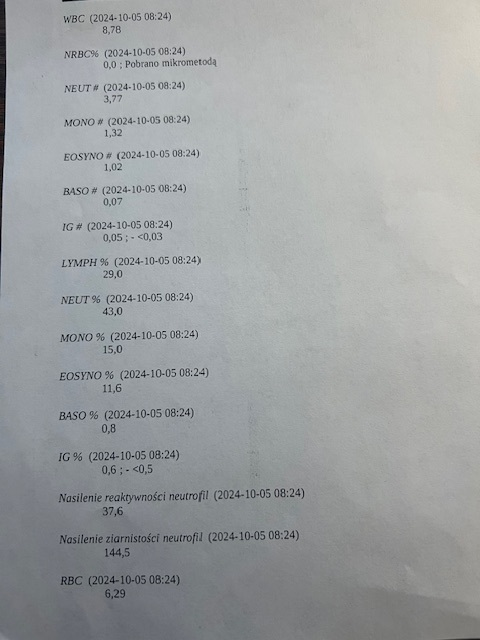 WBC (2024-10-05 08:24)
8,78
NRBC% (2024-10-05 08:24)
0,0 ; Pobrano mikrometodą
NEUT # (2024-10-05 08:24)
3,77
MONO # (2024-10-05 08:24)
1,32
EOSYNO # (2024-10-05 08:24)
1,02
BASO # (2024-10-05 08:24)
0,07
IG # (2024-10-05 08:24)
0,05 ; - <0,03
LYMPH % (2024-10-05 08:24)
29,0
NEUT % (2024-10-05 08:24)
43,0
MONO % (2024-10-05 08:24)
15,0
EOSYNO % (2024-10-05 08:24)
11,6
BASO % (2024-10-05 08:24)
0,8
IG % (2024-10-05 08:24)
0,6 ; - <0,5
Nasilenie reaktywności neutrofil (2024-10-05 08:24)
37,6
Nasilenie ziarnistości neutrofil (2024-10-05 08:24)
144,5
RBC (2024-10-05 08:24)
6,29